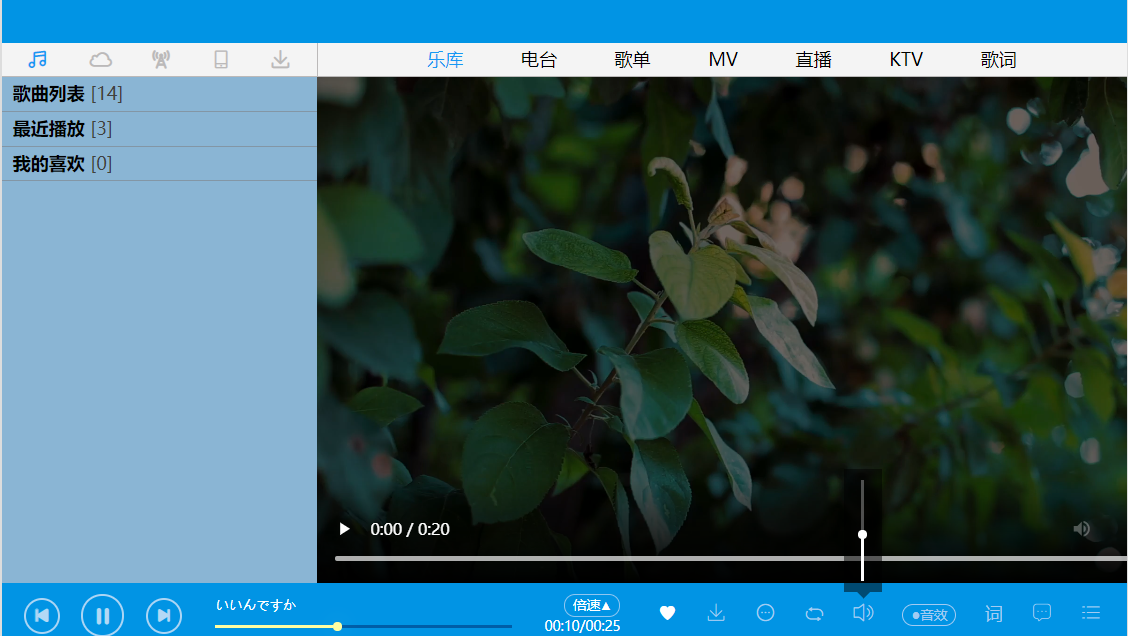 乐库 电台 歌单 MV 直播 KTV 歌词
歌曲列表 [14]
最近播放 [3]
我的喜欢 [0]
0:00 / 0:20
いいんですか
倍速▲
00:10/00:25
●音效
词